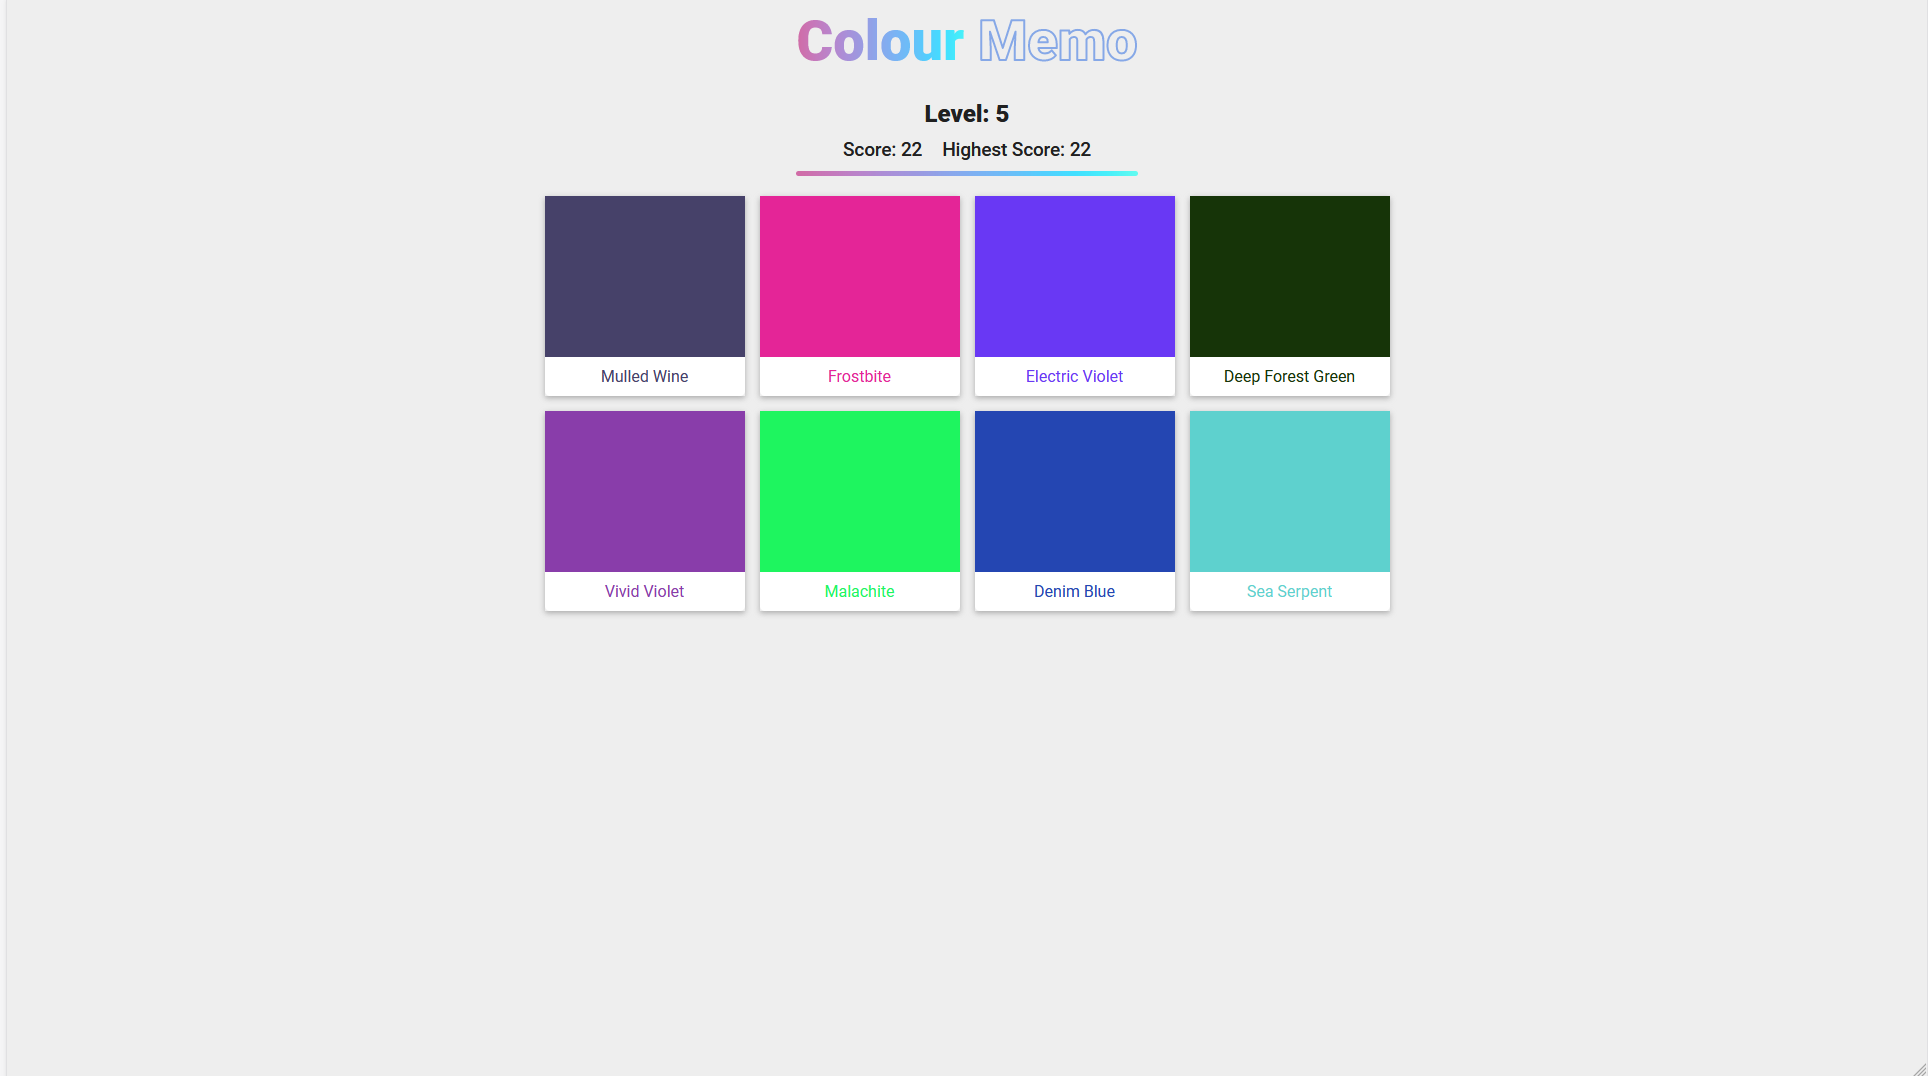 Colour Memo
Level: 5
Score: 22 Highest Score: 22
Mulled Wine
Frostbite
Electric Violet
Deep Forest Green
Vivid Violet
Malachite
Denim Blue
Sea Serpent